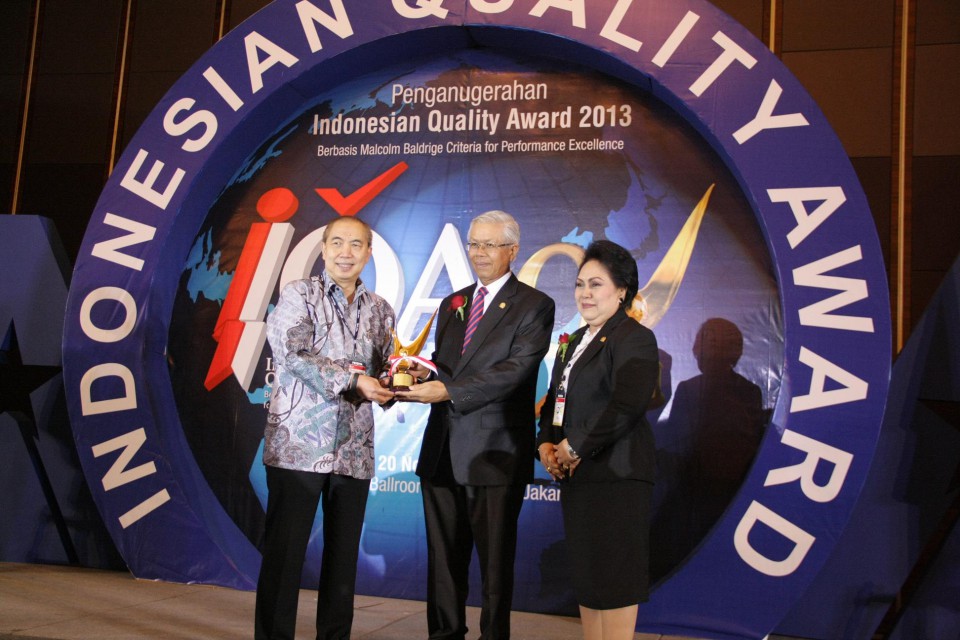 INDONESIAN QUALITY AWARD
Penganugerahan
Indonesian Quality Award 2013
Berbasis Malcolm Baldrige Criteria for Performance Excellence
iQA
20 No
Ballroom
Jakar